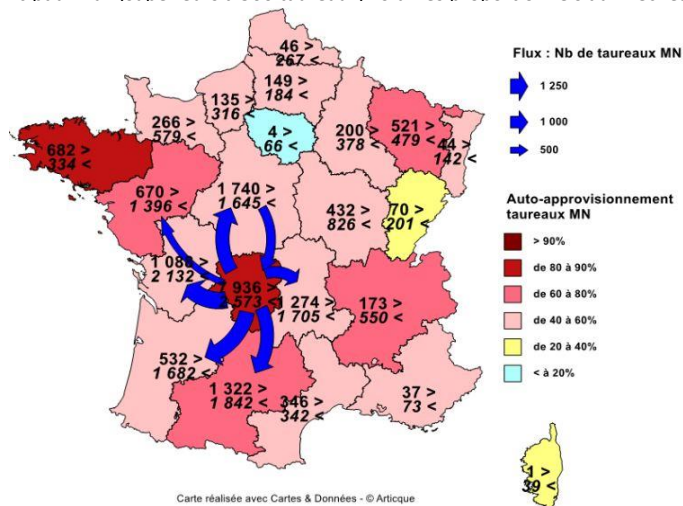 46 >
267 <
149 >
184 <
135 >
316 <
266 >
579 <
4 >
66 <
200 >
378 <
521 >
479 <
44 >
142 <
682 >
334 <
670 >
1 396 <
1 740 >
1 645 <
432 >
826 <
70 >
201 <
2 132 <
936 >
573 <
1 274 >
1 705 <
173 >
550 <
532 >
1 682 <
1 322 >
1 842 <
346 >
342 <
37 >
73 <
1 >
39 <
Flux : Nb de taureaux MN
1 250
1 000
500
Auto-approvisionnement
taureaux MN
> 90%
de 80 à 90%
de 60 à 80%
de 40 à 60%
de 20 à 40%
< à 20%
Carte réalisée avec Cartes & Données - © Articque